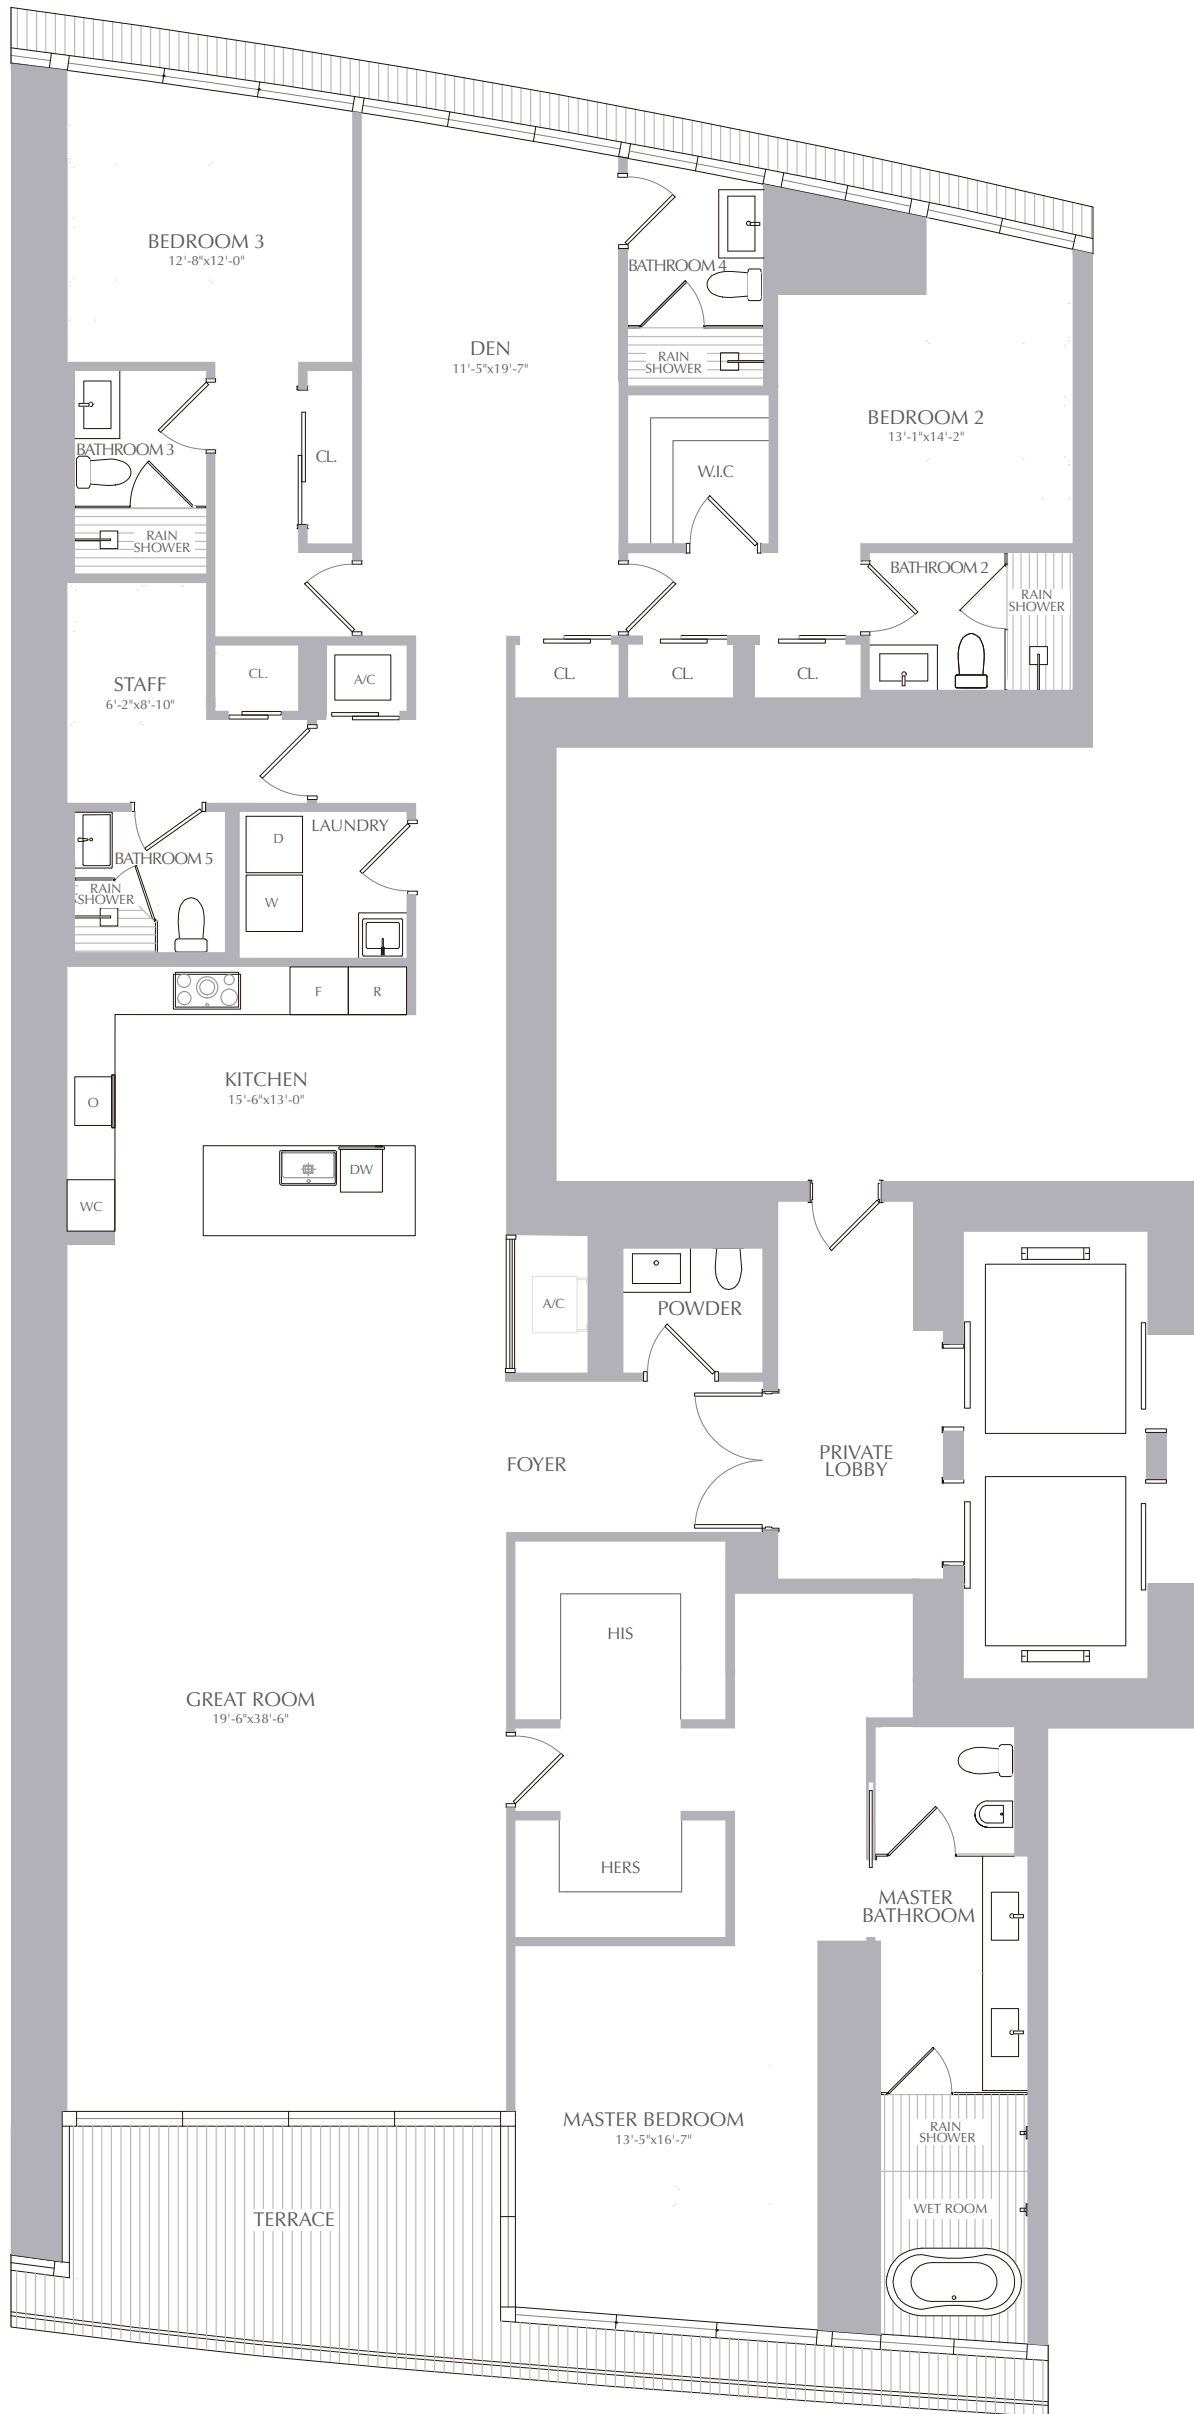 BEDROOM 3
12'-8"x12'-0"
BATHROOM 4
RAIN
SHOWER
DEN
11'-5"x19'-7"
BEDROOM 2
13'-1"x14'-2"
BATHROOM 3
CL.
W.I.C
RAIN
SHOWER
BATHROOM 2
RAIN
SHOWER
STAFF
6'-2"x8'-10"
CL.
A/C
CL.
CL.
CL.
LAUNDRY
D
W
BATHROOM 5
RAIN
SHOWER
F
R
KITCHEN
15'-6"x13'-0"
O
DW
WC
A/C
POWDER
FOYER
PRIVATE
LOBBY
HIS
GREAT ROOM
19'-6"x38'-6"
HERS
MASTER
BATHROOM
MASTER BEDROOM
13'-5"x16'-7"
RAIN
SHOWER
WET ROOM
TERRACE